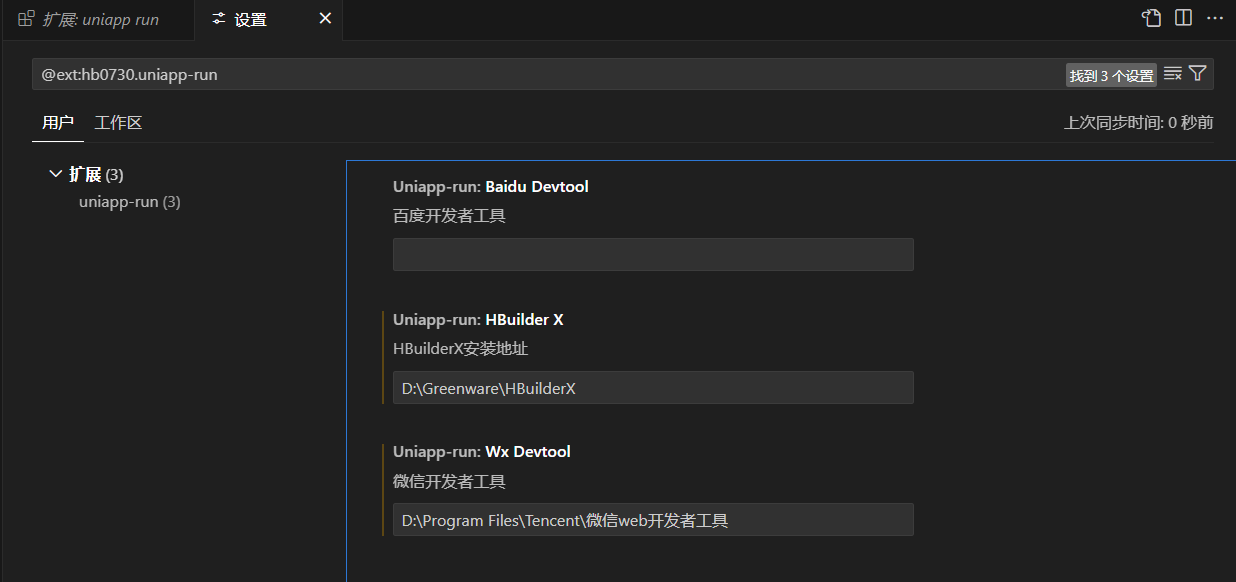 扩展: uniapp run
设置
@ext:hb0730.uniapp-run
找到 3 个设置
用户
工作区
上次同步时间: 0 秒前
扩展 (3)
uniapp-run (3)
Uniapp-run: Baidu Devtool
百度开发者工具
Uniapp-run: HBuilder X
HBuilderX安装地址
D:\Greenware\HBuilderX
Uniapp-run: Wx Devtool
微信开发者工具
D:\Program Files\Tencent\微信web开发者工具